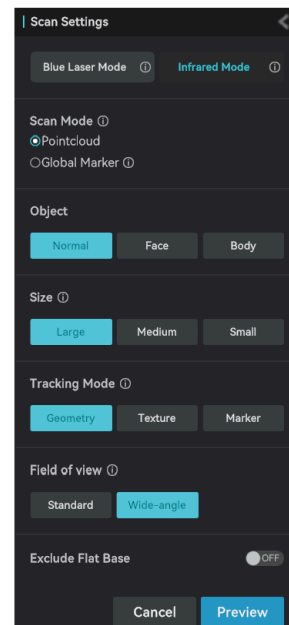 Scan Settings
Blue Laser Mode Infrared Mode
Scan Mode
Pointcloud
Global Marker
Object
Normal Face Body
Size
Large Medium Small
Tracking Mode
Geometry Texture Marker
Field of view
Standard Wide-angle
Exclude Flat Base OFF
Cancel Preview